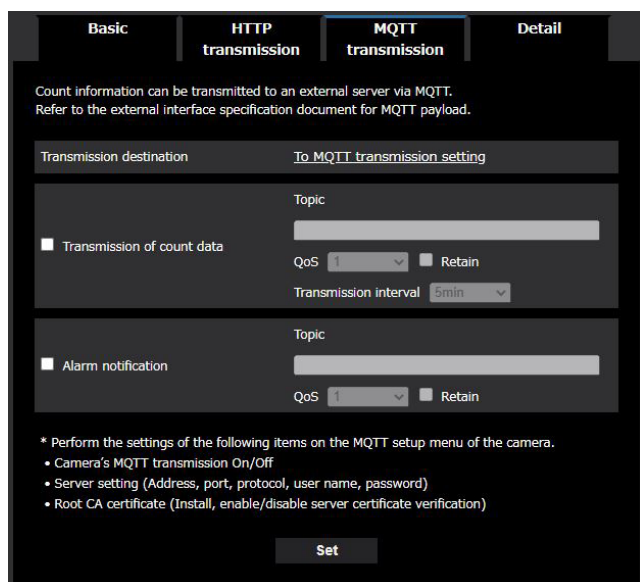 Basic
HTTP transmission
MQTT transmission
Detail
Count information can be transmitted to an external server via MQTT.
Refer to the external interface specification document for MQTT payload.
Transmission destination To MQTT transmission setting
Topic
Transmission of count data
QoS 1 Retain
Transmission interval 5min
Topic
Alarm notification
QoS 1 Retain
* Perform the settings of the following items on the MQTT setup menu of the camera.
• Camera's MQTT transmission On/Off
• Server setting (Address, port, protocol, user name, password)
• Root CA certificate (Install, enable/disable server certificate verification)
Set